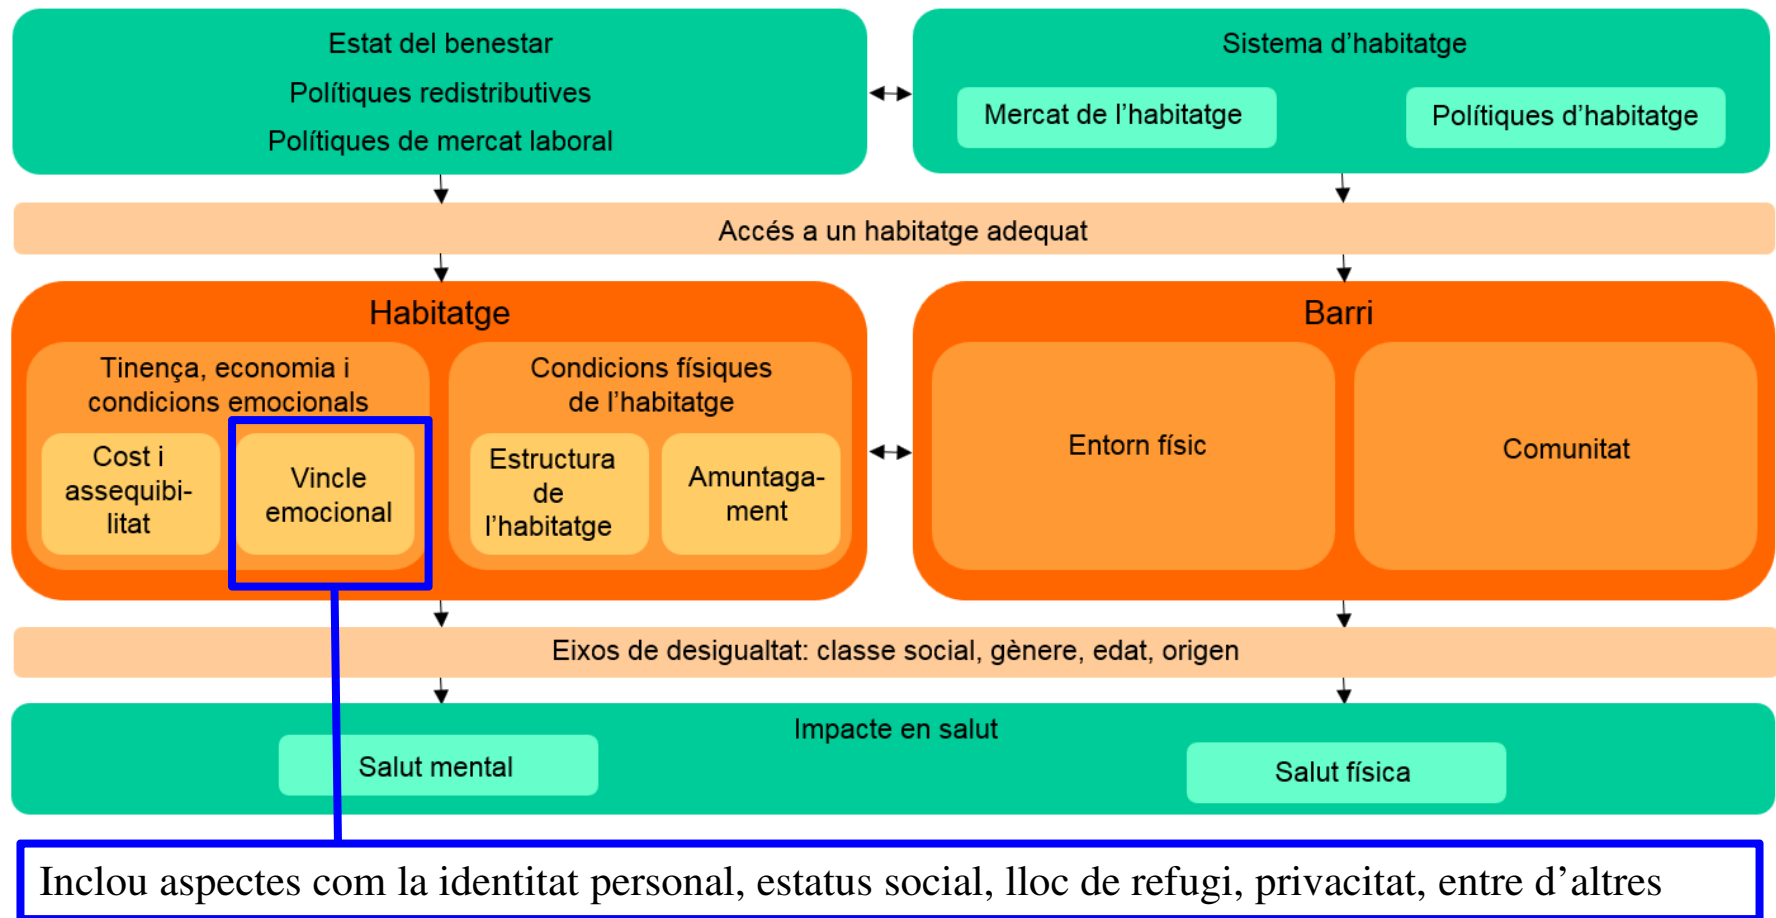 Estat del benestar
Polítiques redistributives
Polítiques de mercat laboral
Sistema d’habitatge
Mercat de l’habitatge
Polítiques d’habitatge
Accés a un habitatge adequat
Habitatge
Tinença, economia i
condicions emocionals
Cost i
assequibi-
litat
Vincle
emocional
Condicions físiques
de l’habitatge
Estructura
de
l’habitatge
Amuntaga-
ment
Barri
Entorn físic
Comunitat
Eixos de desigualtat: classe social, gènere, edat, origen
Impacte en salut
Salut mental
Salut física
Inclou aspectes com la identitat personal, estatus social, lloc de refugi, privacitat, entre d’altres